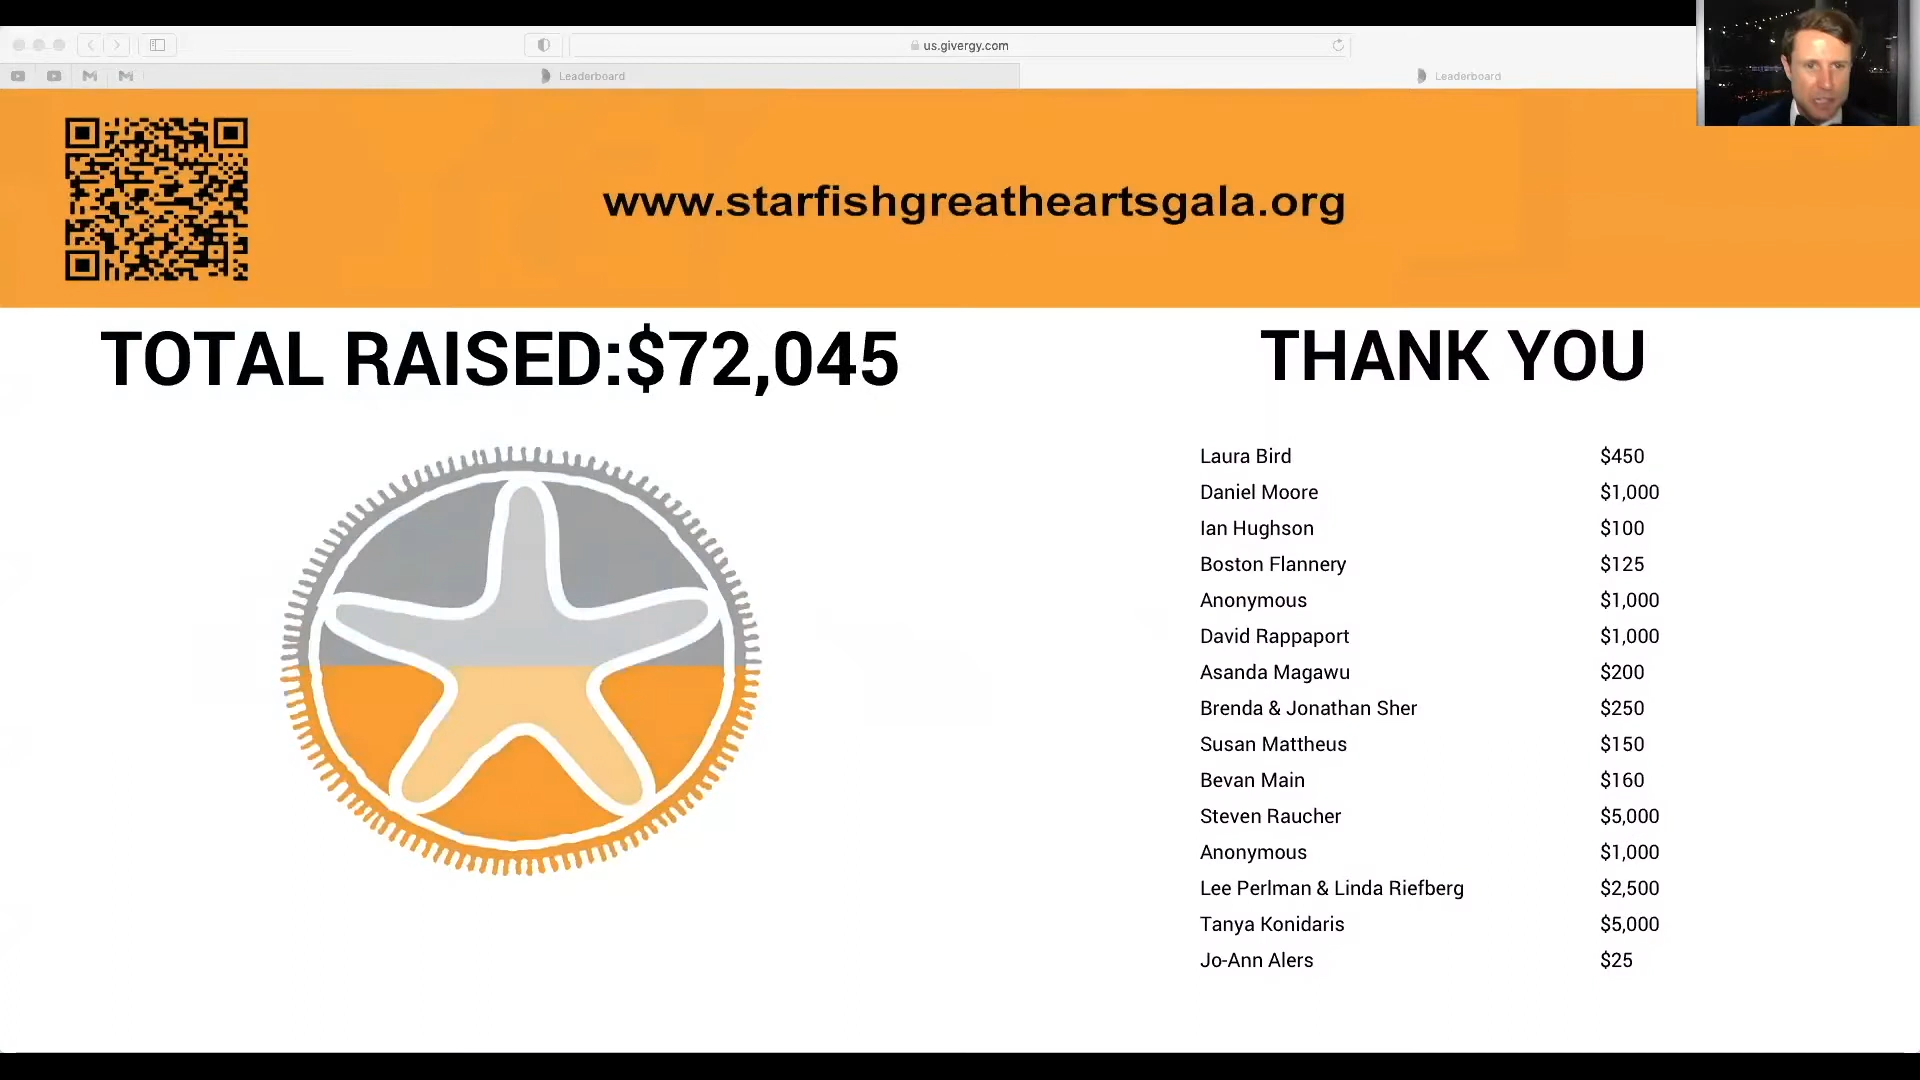 us.givergy.com
Leaderboard
Leaderboard
www.starfishgreatheartsgala.org
TOTAL RAISED:$72,045
THANK YOU
Laura Bird $450
Daniel Moore $1,000
Ian Hughson $100
Boston Flannery $125
Anonymous $1,000
David Rappaport $1,000
Asanda Magawu $200
Brenda & Jonathan Sher $250
Susan Mattheus $150
Bevan Main $160
Steven Raucher $5,000
Anonymous $1,000
Lee Perlman & Linda Riefberg $2,500
Tanya Konidaris $5,000
Jo-Ann Alers $25